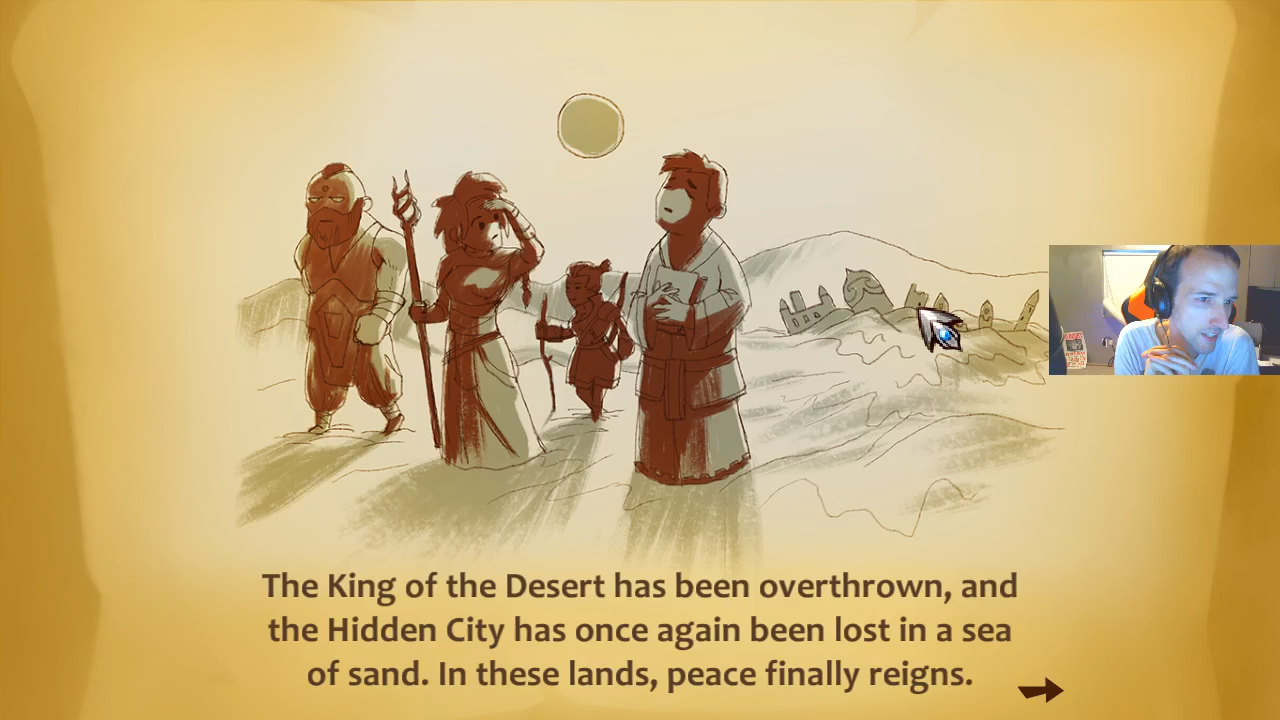 The King of the Desert has been overthrown, and
the Hidden City has once again been lost in a sea
of sand. In these lands, peace finally reigns.